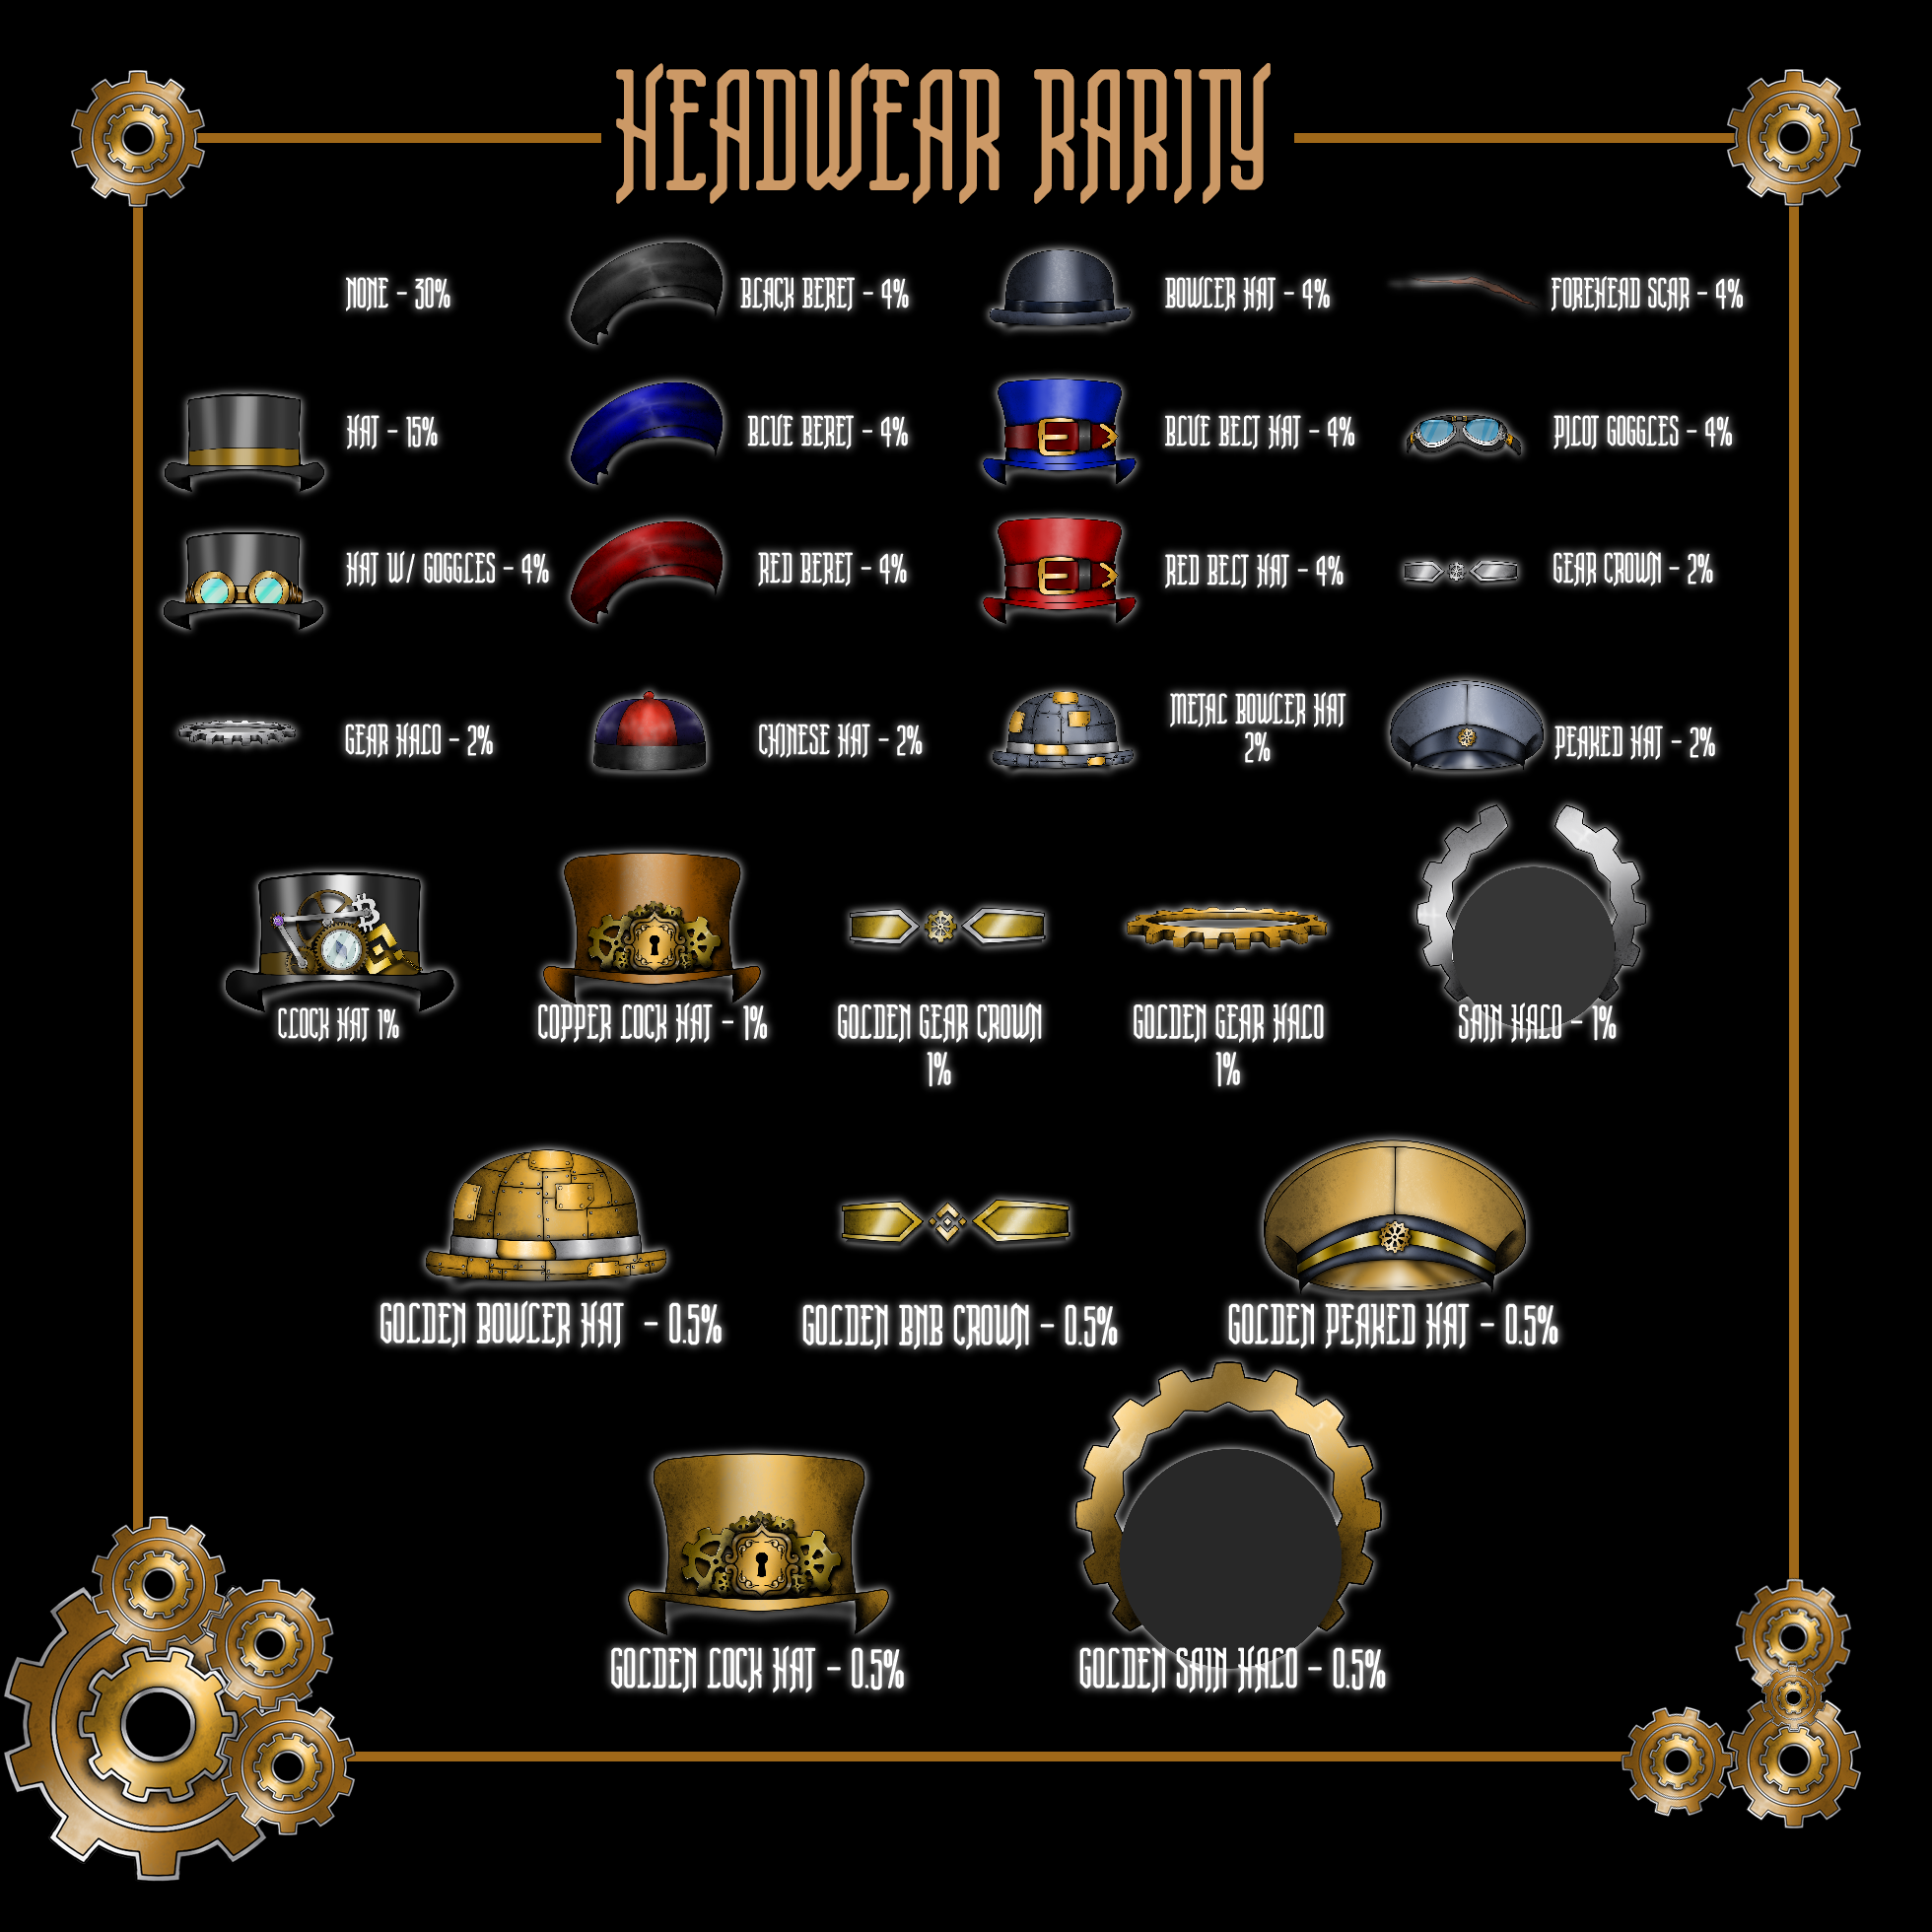 HEADWEAR RARITY
NONE - 30%
BLACK BERET - 4%
BOWLER HAT - 4%
FOREHEAD SCAR - 4%
HAT - 15%
BLUE BERET - 4%
BLUE BELT HAT - 4%
PILOT GOGGLES - 4%
HAT W/ GOGGLES - 4%
RED BERET - 4%
RED BELT HAT - 4%
GEAR CROWN - 2%
GEAR HALO - 2%
CHINESE HAT - 2%
METAL BOWLER HAT
2%
PEAKED HAT - 2%
CLOCK HAT 1%
COPPER LOCK HAT - 1%
GOLDEN GEAR CROWN
1%
GOLDEN GEAR HALO
1%
SAIN HALO - 1%
GOLDEN BOWLER HAT - 0.5%
GOLDEN BNB CROWN - 0.5%
GOLDEN PEAKED HAT - 0.5%
GOLDEN LOCK HAT - 0.5%
GOLDEN SAIN HALO - 0.5%